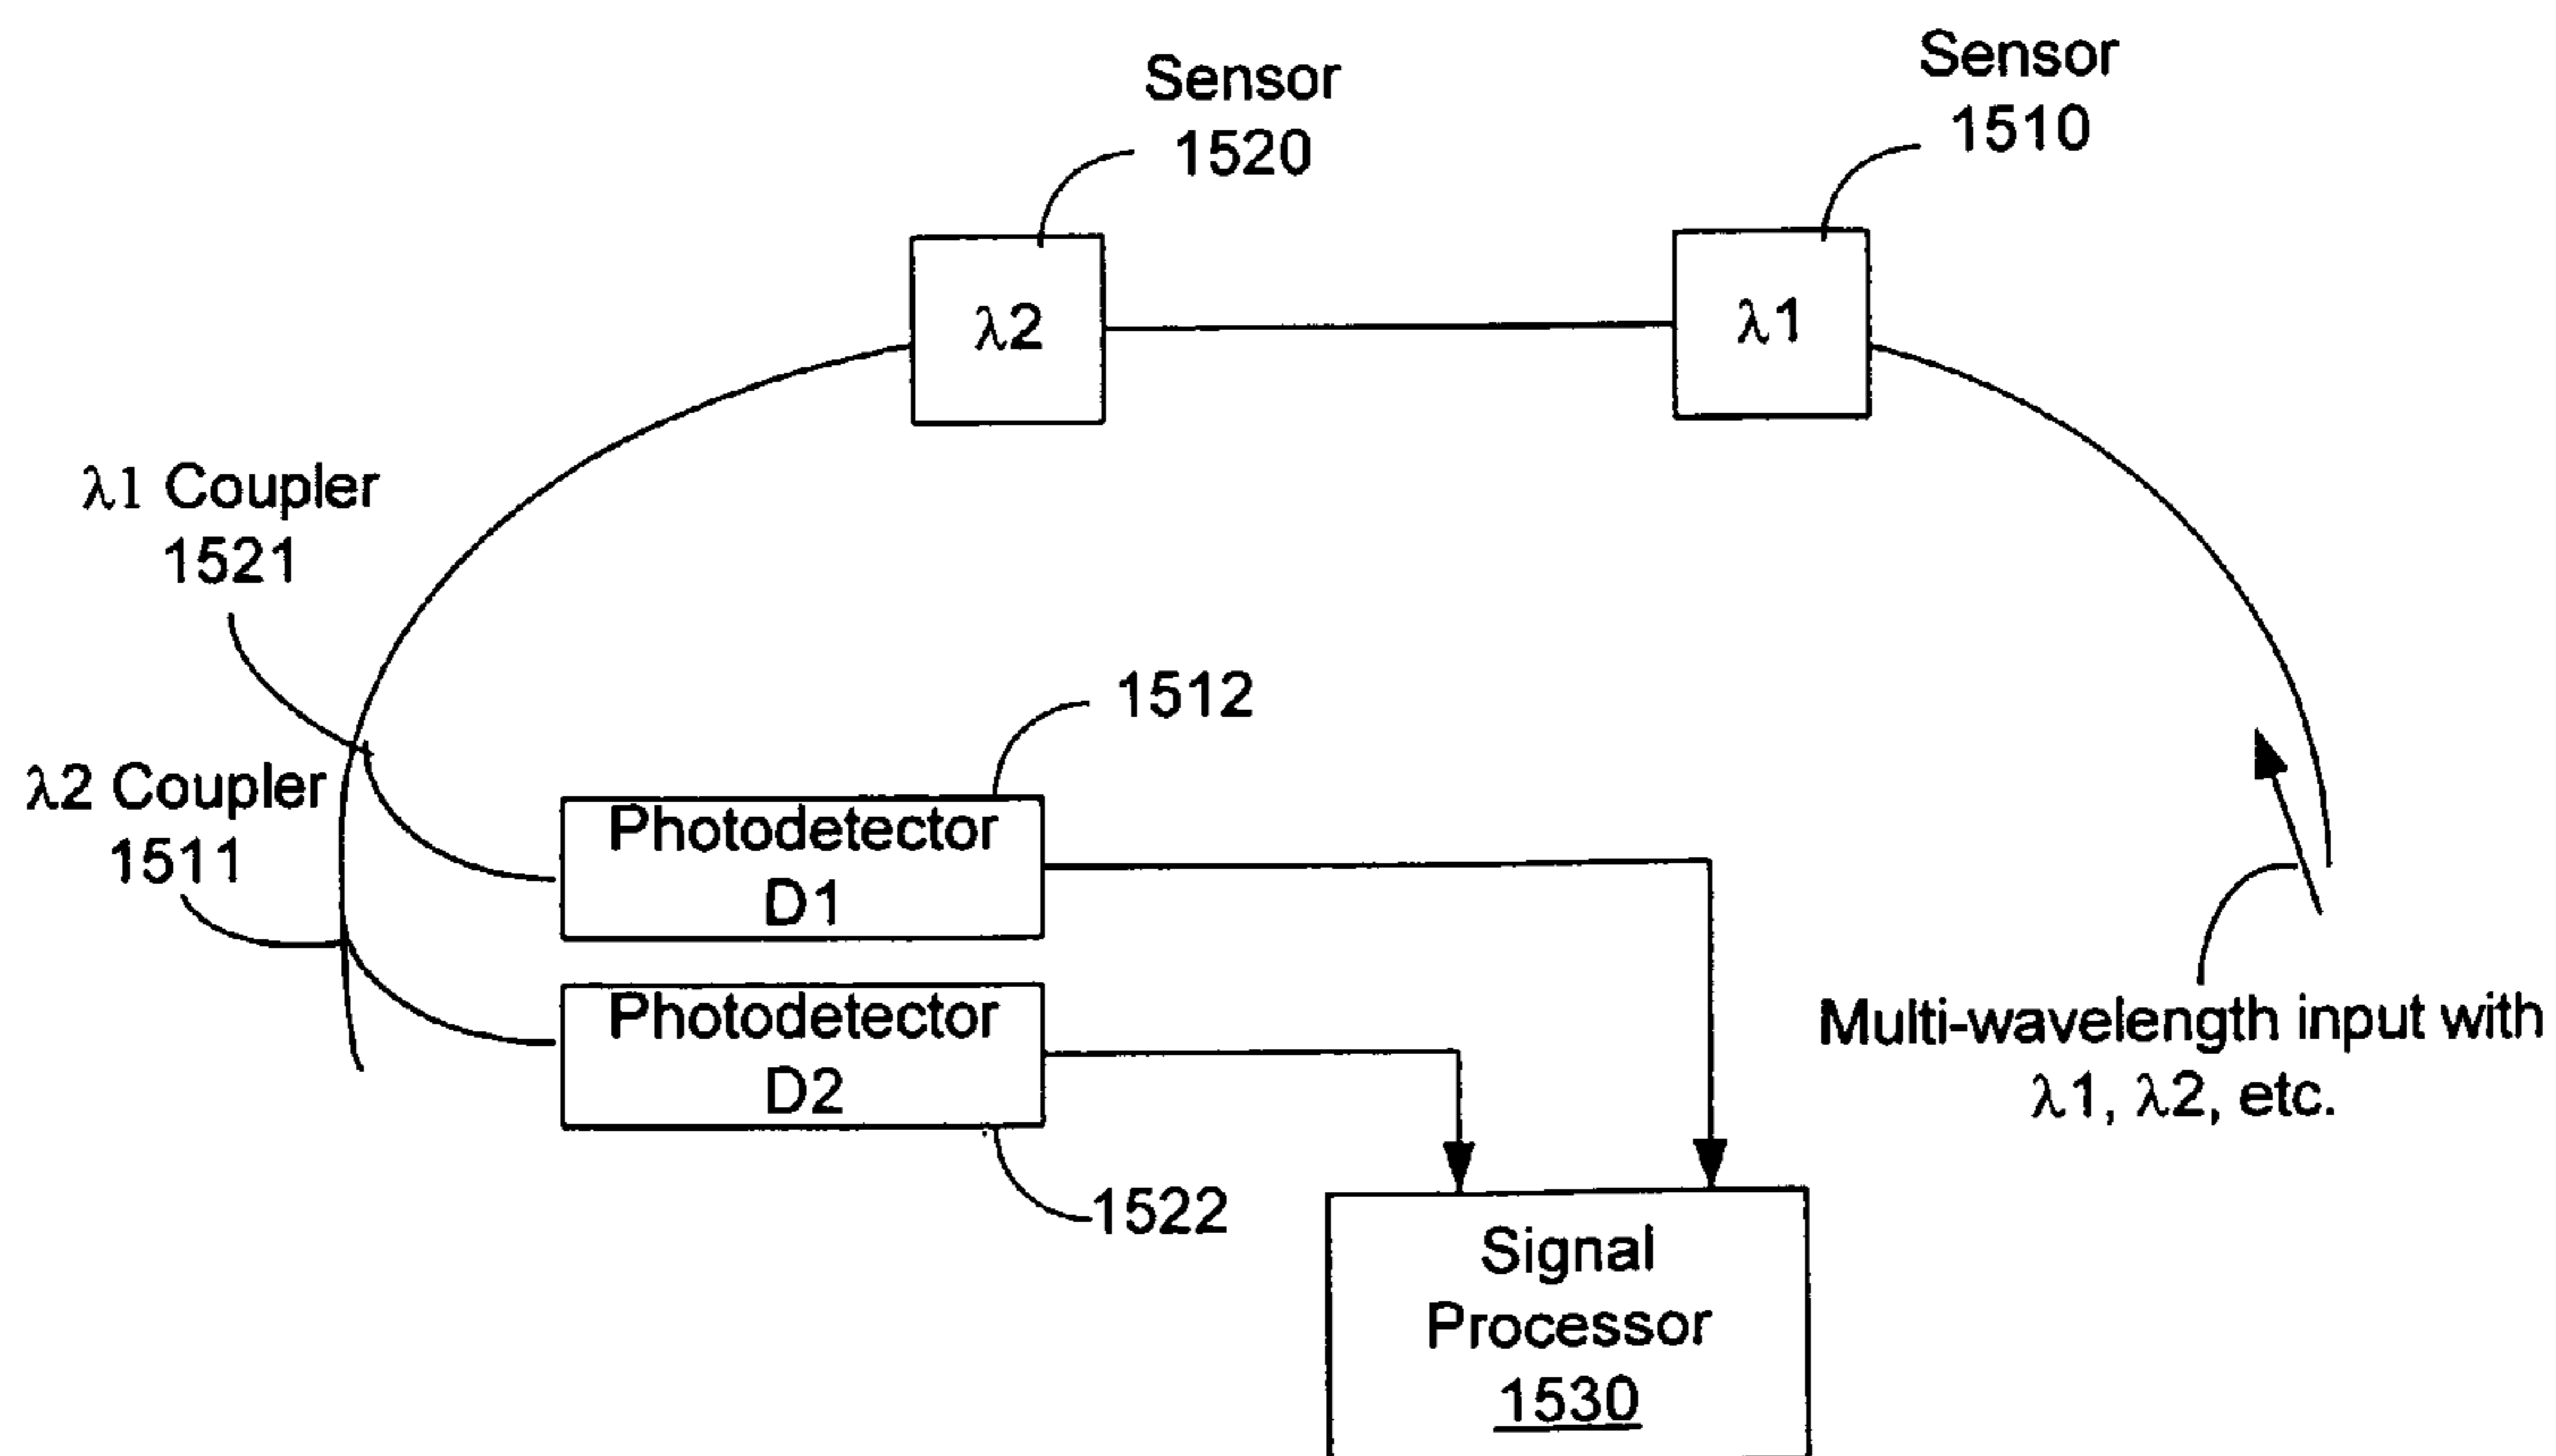 Sensor
1520
Sensor
1510
λ2
λ1
λ1 Coupler
1521
1512
λ2 Coupler
1511
Photodetector
D1
Photodetector
D2
1522
Multi-wavelength input with
λ1, λ2, etc.
Signal
Processor
1530